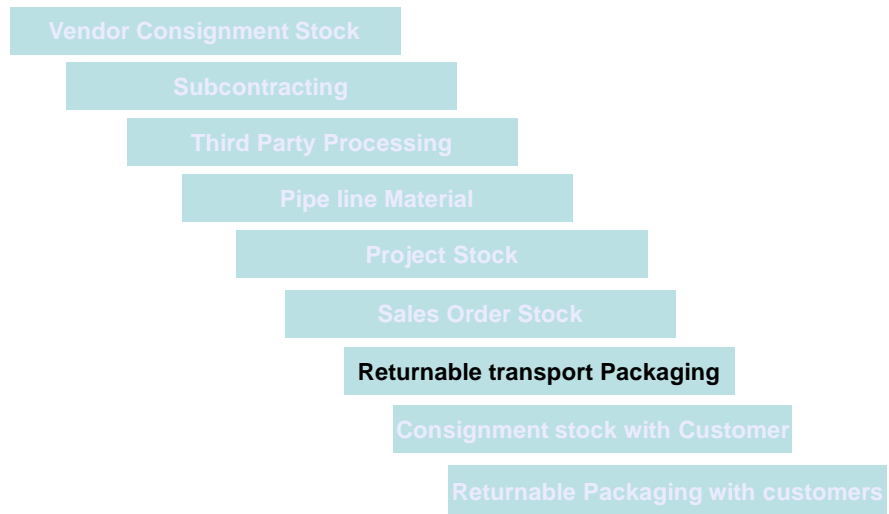 Vendor Consignment Stock
Subcontracting
Third Party Processing
Pipe line Material
Project Stock
Sales Order Stock
Returnable transport Packaging
Consignment stock with Customer
Returnable Packaging with customers